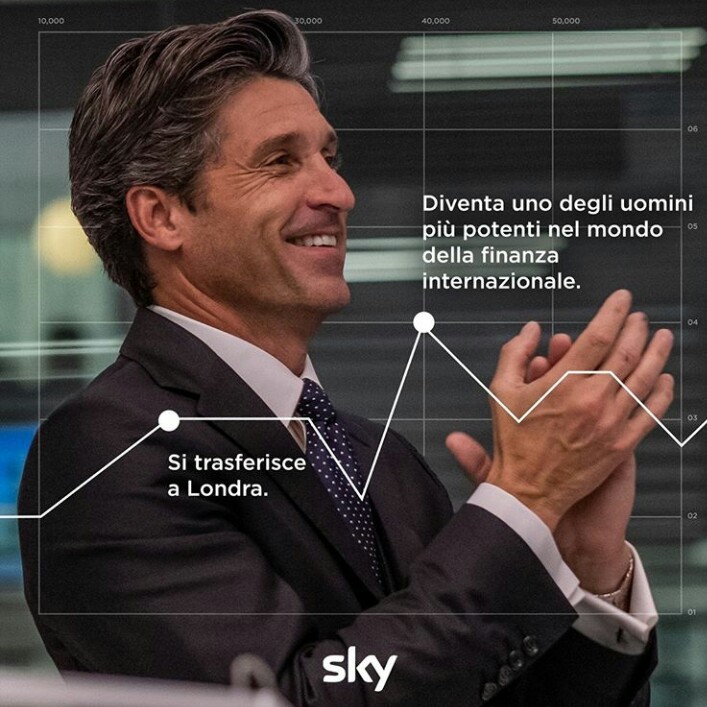 10,000
30,000
40,000
50,000
06
Diventa uno degli uomini
più potenti nel mondo
della finanza
internazionale.
05
04
03
Si trasferisce
a Londra.
02
01
sky